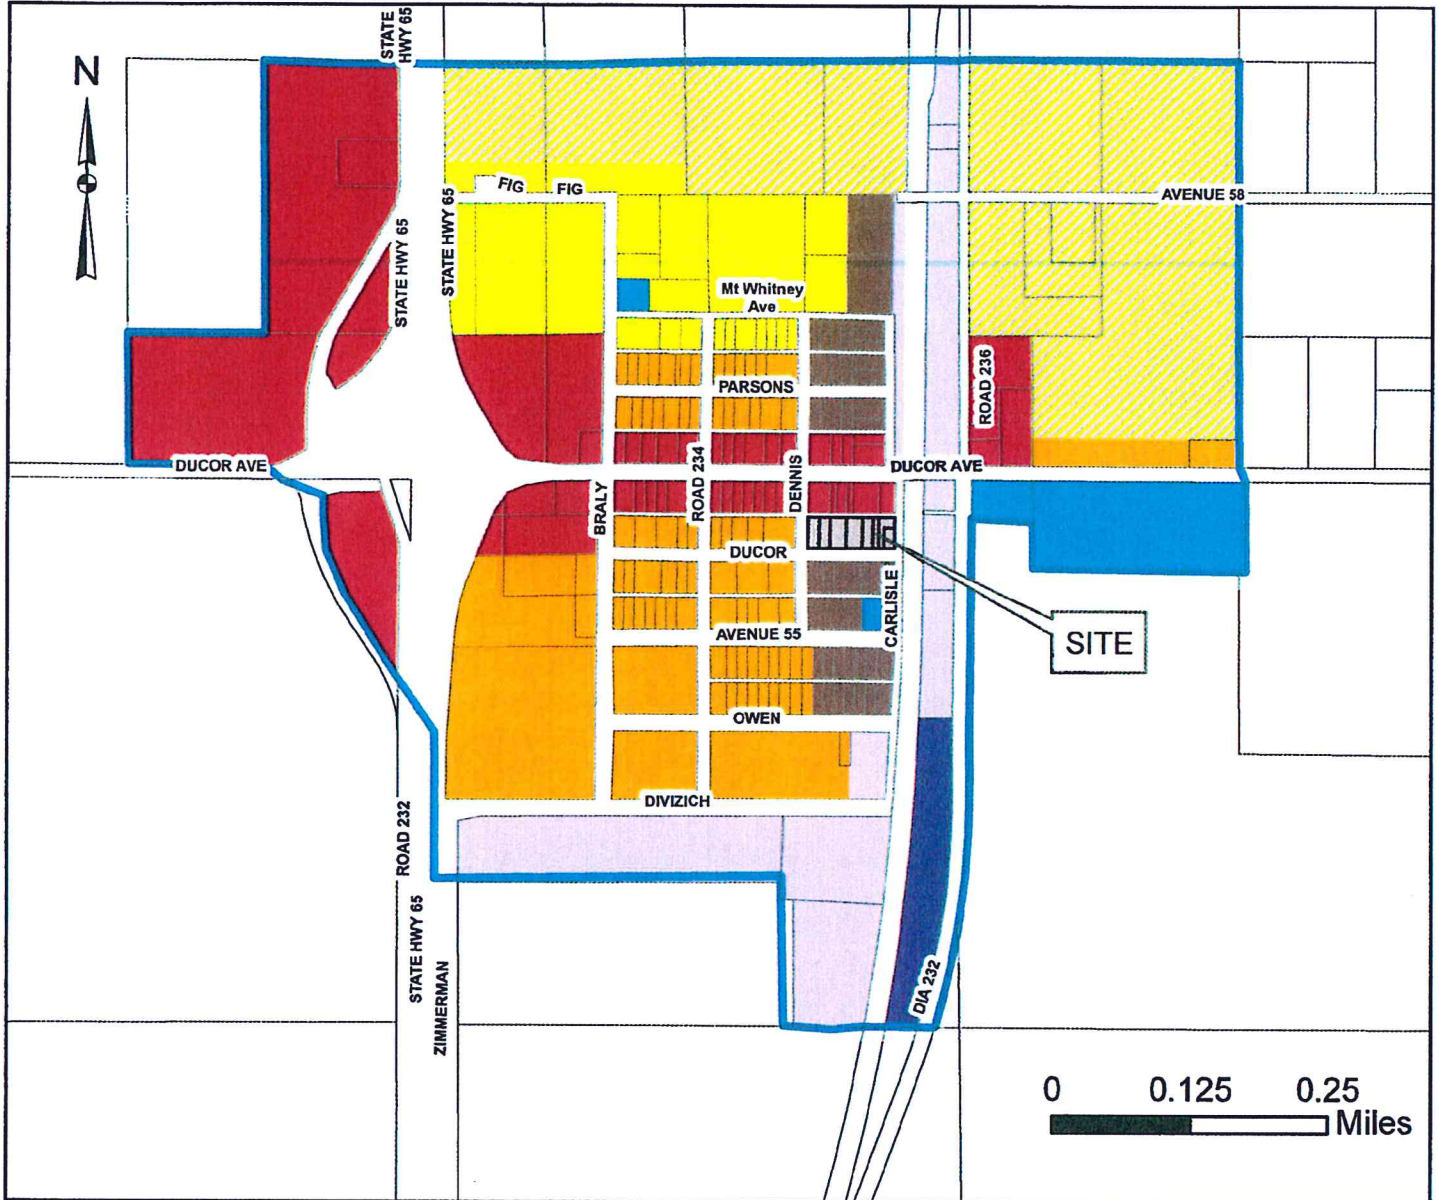 STATE
HWY 65
N
FIG
FIG
AVENUE 58
STATE HWY 65
STATE HWY 65
Mt Whitney
Ave
PARSONS
ROAD 236
DUCOR AVE
DUCOR AVE
BRALY
ROAD 234
DENNIS
DUCOR
CARLISLE
AVENUE 55
SITE
OWEN
DIVIZICH
ROAD 232
STATE HWY 65
ZIMMERMAN
DIA 232
0 0.125 0.25
Miles